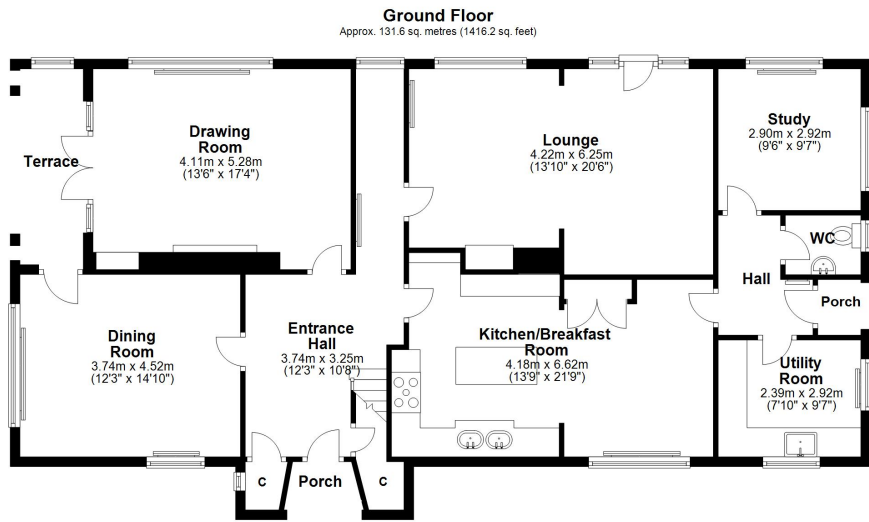 Ground Floor
Approx. 131.6 sq. metres (1416.2 sq. feet)
Drawing
Room
4.11m x 5.28m
(13'6" x 17'4")
Terrace
Lounge
4.22m x 6.25m
(13'10" x 20'6")
Study
2.90m x 2.92m
(9'6" x 9'7")
WC
Hall
Porch
Dining
Room
3.74m x 4.52m
(12'3" x 14'10")
Entrance
Hall
3.74m x 3.25m
(12'3" x 10'8")
Kitchen/Breakfast
Room
4.18m x 6.62m
(13'9" x 21'9")
Utility
Room
2.39m x 2.92m
(7'10" x 9'7")
C
Porch
C